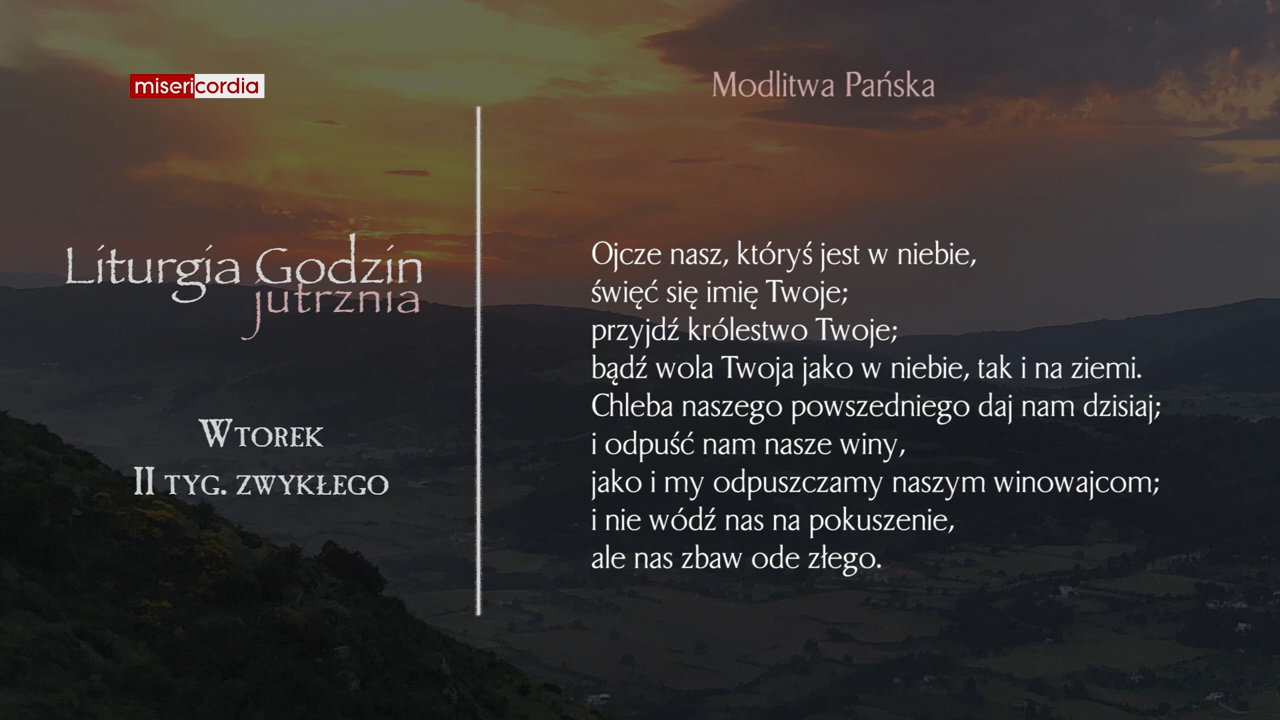 misericordia
Liturgia Godzin
jutrznia
Wtorek
II tyg. zwykłego
Modlitwa Pańska
Ojcze nasz, któryś jest w niebie,
święć się imię Twoje;
przyjdź królestwo Twoje;
bądź wola Twoja jako w niebie, tak i na ziemi.
Chleba naszego powszedniego daj nam dzisiaj;
i odpuść nam nasze winy,
jako i my odpuszczamy naszym winowajcom;
i nie wódź nas na pokuszenie,
ale nas zbaw ode złego.